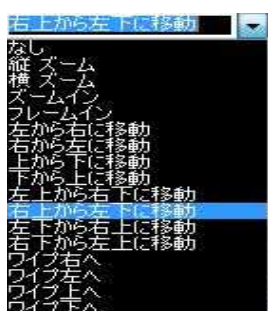 右上から左下に移動
なし
縦 ズーム
横 ズーム
ズームイン
フレームイン
左から右に移動
右から左に移動
上から下に移動
下から上に移動
左上から右下に移動
右上から左下に移動
左下から右上に移動
右下から左上に移動
ワイプ右へ
ワイプ左へ
ワイプ上へ
ワイプ下へ